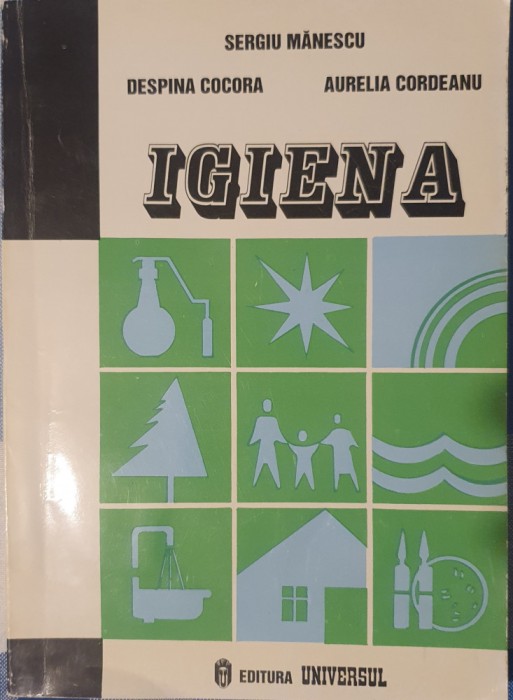 SERGIU MĂNESCU
DESPINA COCORA AURELIA CORDEANU
IGIENA
EDITURA UNIVERSUL